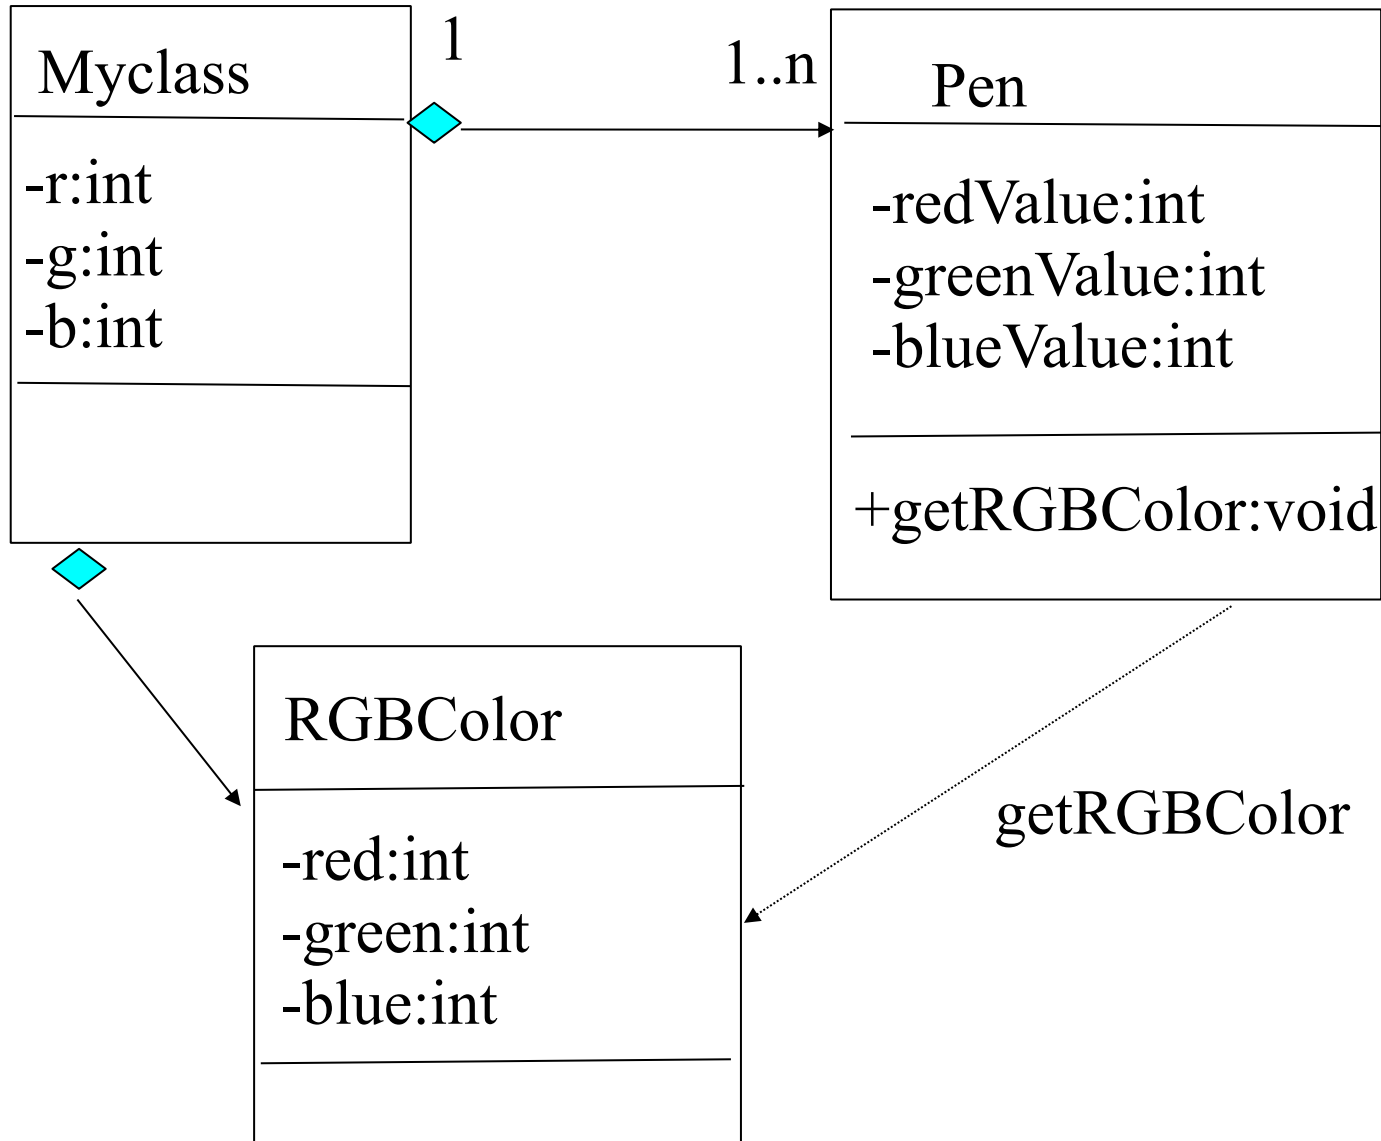 Myclass
-r:int
-g:int
-b:int
1
1..n
Pen
-redValue:int
-greenValue:int
-blueValue:int
+getRGBColor:void
RGBColor
-red:int
-green:int
-blue:int
getRGBColor